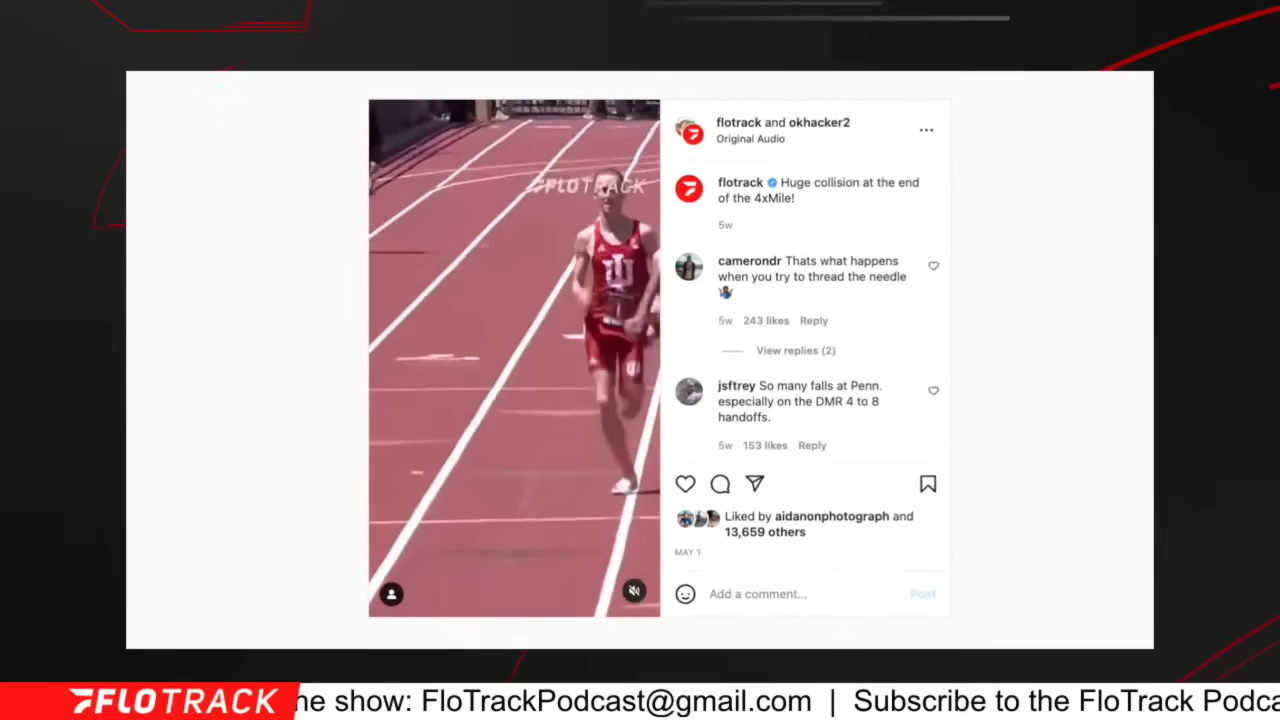 FLOTRACK
IU
flotrack and okhacker2
Original Audio
flotrack Huge collision at the end
of the 4xMile!
5w
camerondr Thats what happens
when you try to thread the needle
🤷🏾‍♂️
5w 243 likes Reply
View replies (2)
jsftrey So many falls at Penn.
especially on the DMR 4 to 8
handoffs.
5w 153 likes Reply
Liked by aidanonphotograph and
13,659 others
MAY 1
Add a comment... Post
FLOTRACK
ne show: FloTrackPodcast@gmail.com | Subscribe to the FloTrack Podca